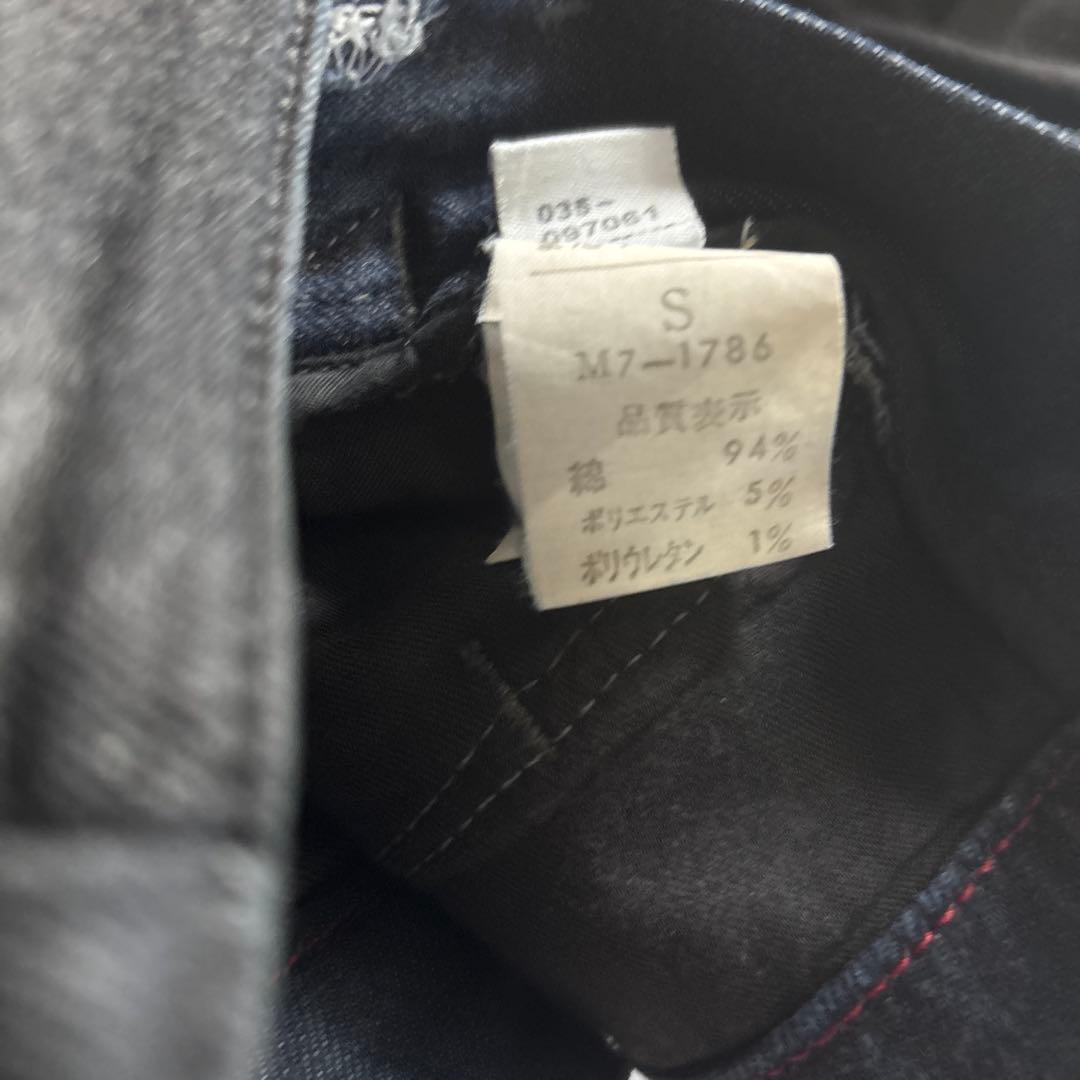 035-
097061
S
M7-1786
品質表示
綿 94%
ポリエステル 5%
ポリウレタン 1%